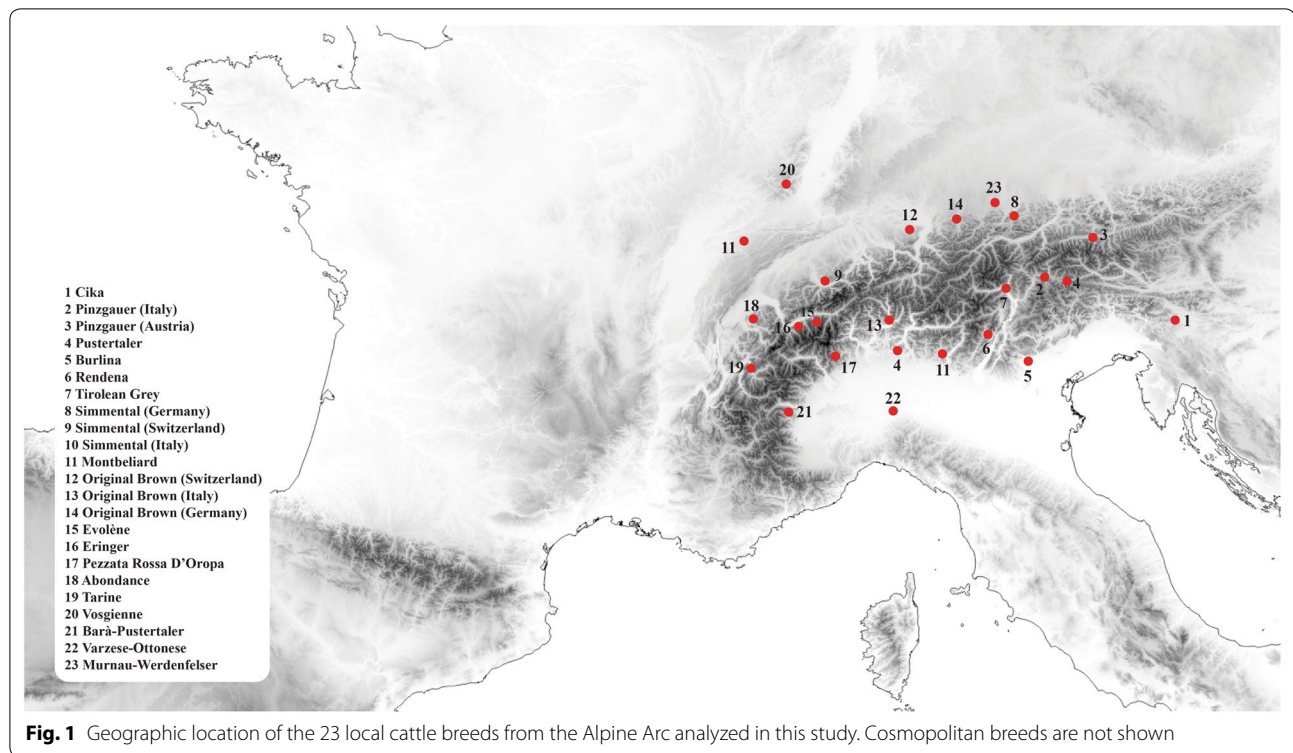 20
23
14
8
12
3
11
9
2
4
7
18
15
16
13
1
6
19
17
4
11
5
21
22
1 Cika
2 Pinzgauer (Italy)
3 Pinzgauer (Austria)
4 Pustertaler
5 Burlina
6 Rendena
7 Tirolean Grey
8 Simmental (Germany)
9 Simmental (Switzerland)
10 Simmental (Italy)
11 Montbeliard
12 Original Brown (Switzerland)
13 Original Brown (Italy)
14 Original Brown (Germany)
15 Evolène
16 Eringer
17 Pezzata Rossa D’Oropa
18 Abondance
19 Tarine
20 Vosgienne
21 Barà-Pustertaler
22 Varzese-Ottonese
23 Murnau-Werdenfelser
Fig. 1 Geographic location of the 23 local cattle breeds from the Alpine Arc analyzed in this study. Cosmopolitan breeds are not shown